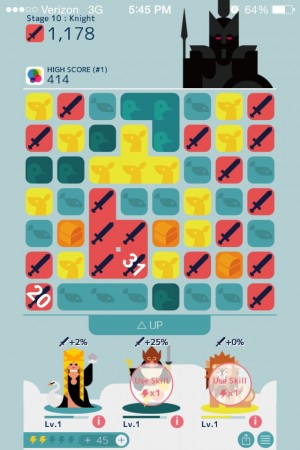 Verizon 3G 5:45 PM 64%
Stage 10 : Knight
1,178
HIGH SCORE (#1)
414
31
20
△ UP
+2% +25% +0%
Use Skill x1 Use Skill x1
Lv.1 i Lv.1 i Lv.1 i
+ 45 +